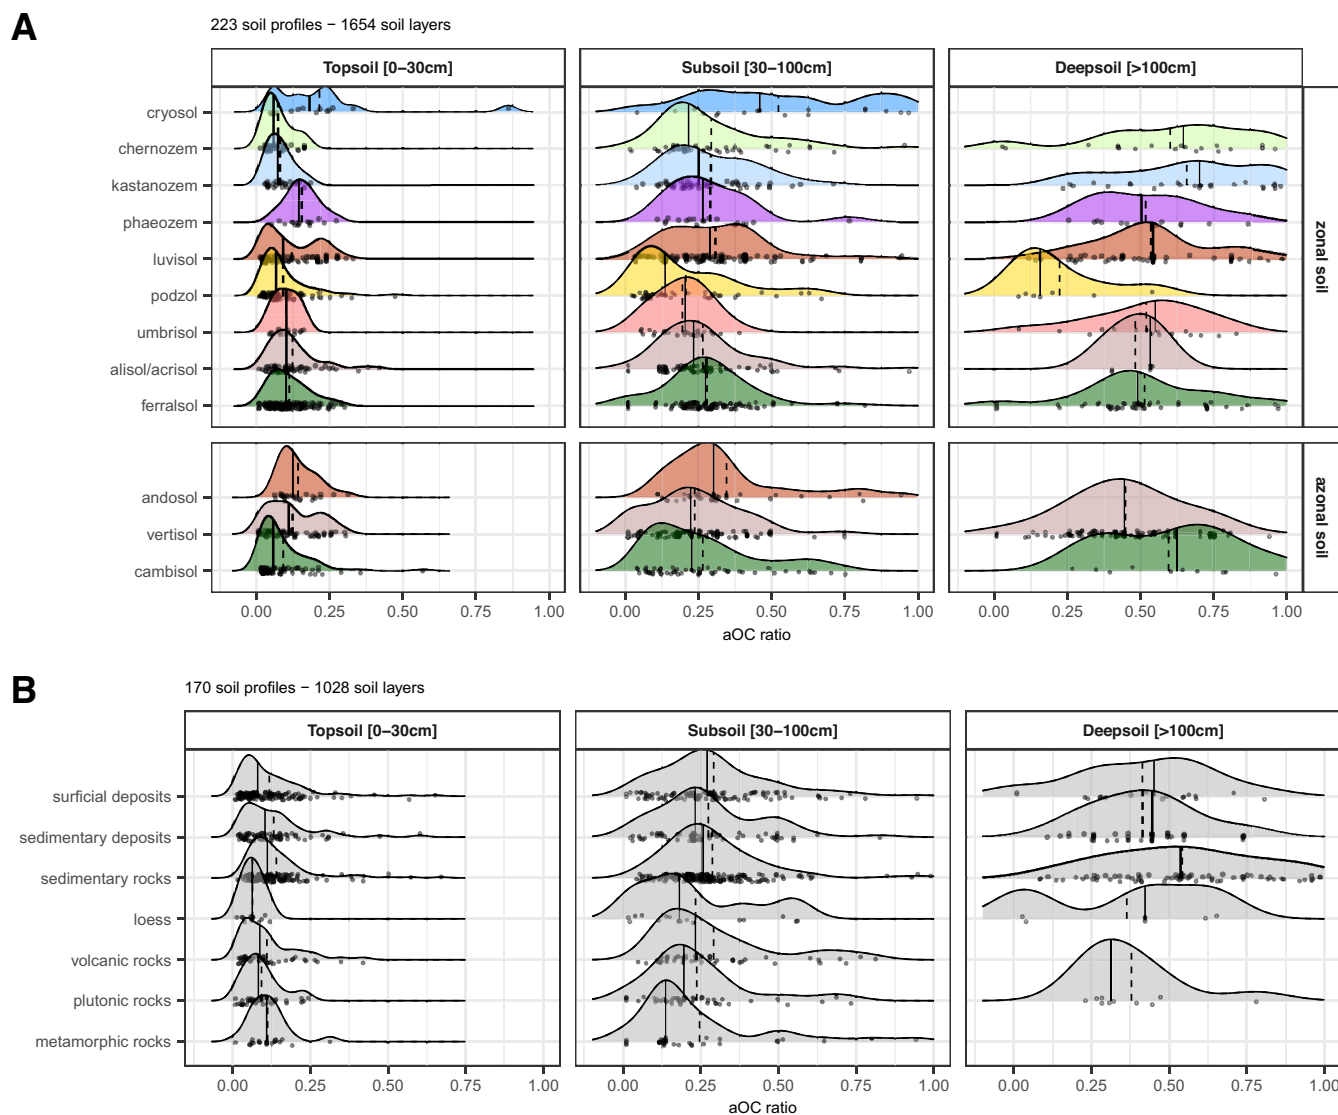 A
223 soil profiles − 1654 soil layers
Topsoil [0−30cm]
Subsoil [30−100cm]
Deepsoil [>100cm]
cryosol
chernozem
kastanozem
phaeozem
luvisol
podzol
umbrisol
alisol/acrisol
ferralsol
zonal soil
andosol
vertisol
cambisol
azonal soil
0.00 0.25 0.50 0.75 1.00
0.00 0.25 0.50 0.75 1.00
0.00 0.25 0.50 0.75 1.00
aOC ratio
B
170 soil profiles − 1028 soil layers
Topsoil [0−30cm]
Subsoil [30−100cm]
Deepsoil [>100cm]
surficial deposits
sedimentary deposits
sedimentary rocks
loess
volcanic rocks
plutonic rocks
metamorphic rocks
0.00 0.25 0.50 0.75 1.00
0.00 0.25 0.50 0.75 1.00
0.00 0.25 0.50 0.75 1.00
aOC ratio